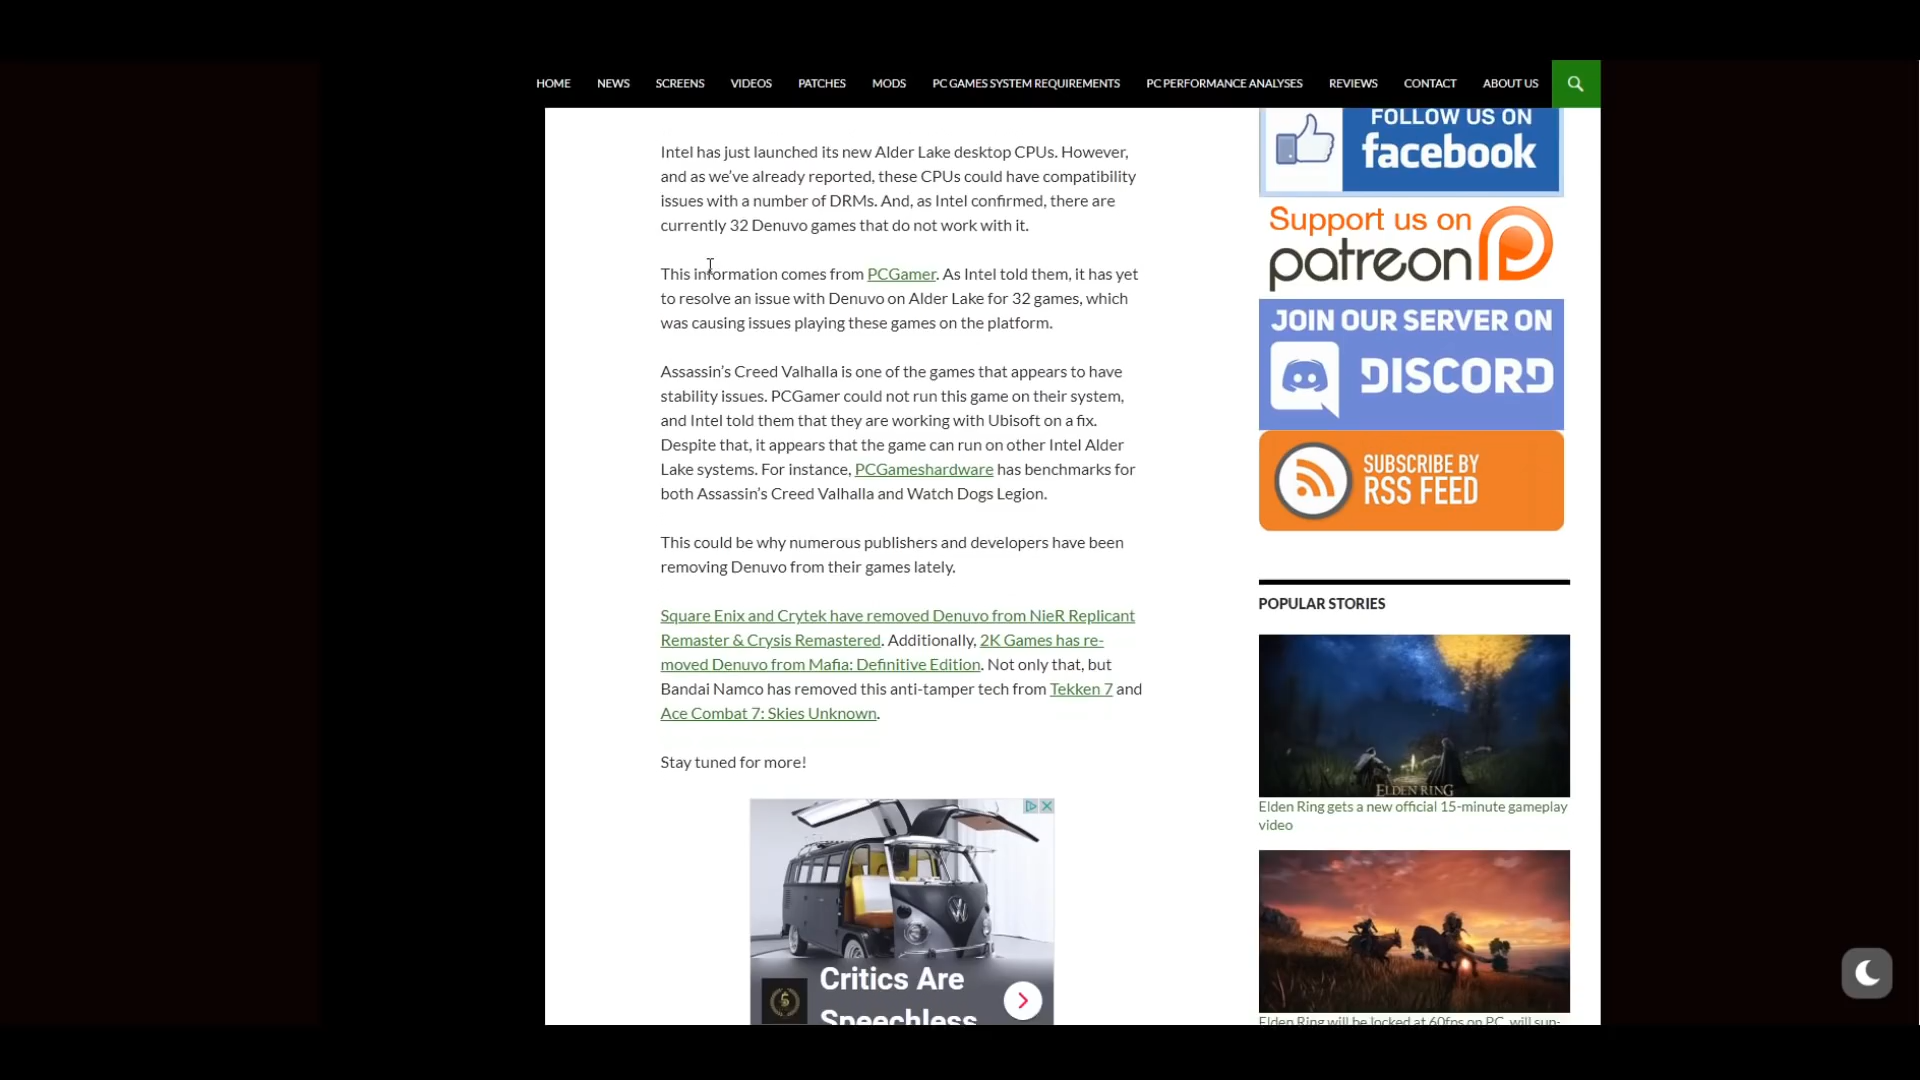 HOME NEWS SCREENS VIDEOS PATCHES MODS PC GAMES SYSTEM REQUIREMENTS PC PERFORMANCE ANALYSES REVIEWS CONTACT ABOUT US
Intel has just launched its new Alder Lake desktop CPUs. However,
and as we’ve already reported, these CPUs could have compatibility
issues with a number of DRMs. And, as Intel confirmed, there are
currently 32 Denuvo games that do not work with it.
This information comes from PCGamer. As Intel told them, it has yet
to resolve an issue with Denuvo on Alder Lake for 32 games, which
was causing issues playing these games on the platform.
Assassin’s Creed Valhalla is one of the games that appears to have
stability issues. PCGamer could not run this game on their system,
and Intel told them that they are working with Ubisoft on a fix.
Despite that, it appears that the game can run on other Intel Alder
Lake systems. For instance, PCGameshardware has benchmarks for
both Assassin’s Creed Valhalla and Watch Dogs Legion.
This could be why numerous publishers and developers have been
removing Denuvo from their games lately.
Square Enix and Crytek have removed Denuvo from NieR Replicant
Remaster & Crysis Remastered. Additionally, 2K Games has re-
moved Denuvo from Mafia: Definitive Edition. Not only that, but
Bandai Namco has removed this anti-tamper tech from Tekken 7 and
Ace Combat 7: Skies Unknown.
Stay tuned for more!
Critics Are
Speechless
FOLLOW US ON
facebook
Support us on
patreon
JOIN OUR SERVER ON
DISCORD
SUBSCRIBE BY
RSS FEED
POPULAR STORIES
ELDEN RING
Elden Ring gets a new official 15-minute gameplay
video
Elden Ring will be locked at 60fps on PC, will sup-